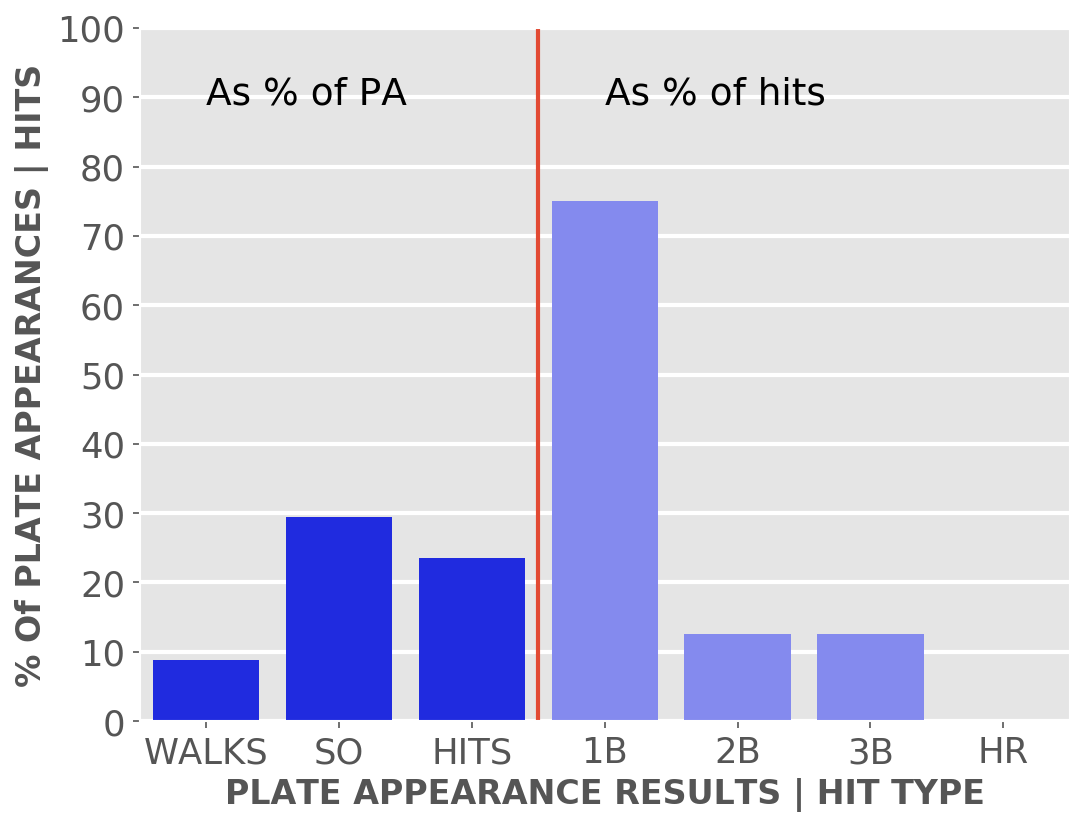 As % of PA
As % of hits
% Of PLATE APPEARANCES | HITS
100
90
80
70
60
50
40
30
20
10
0
WALKS SO HITS 1B 2B 3B HR
PLATE APPEARANCE RESULTS | HIT TYPE